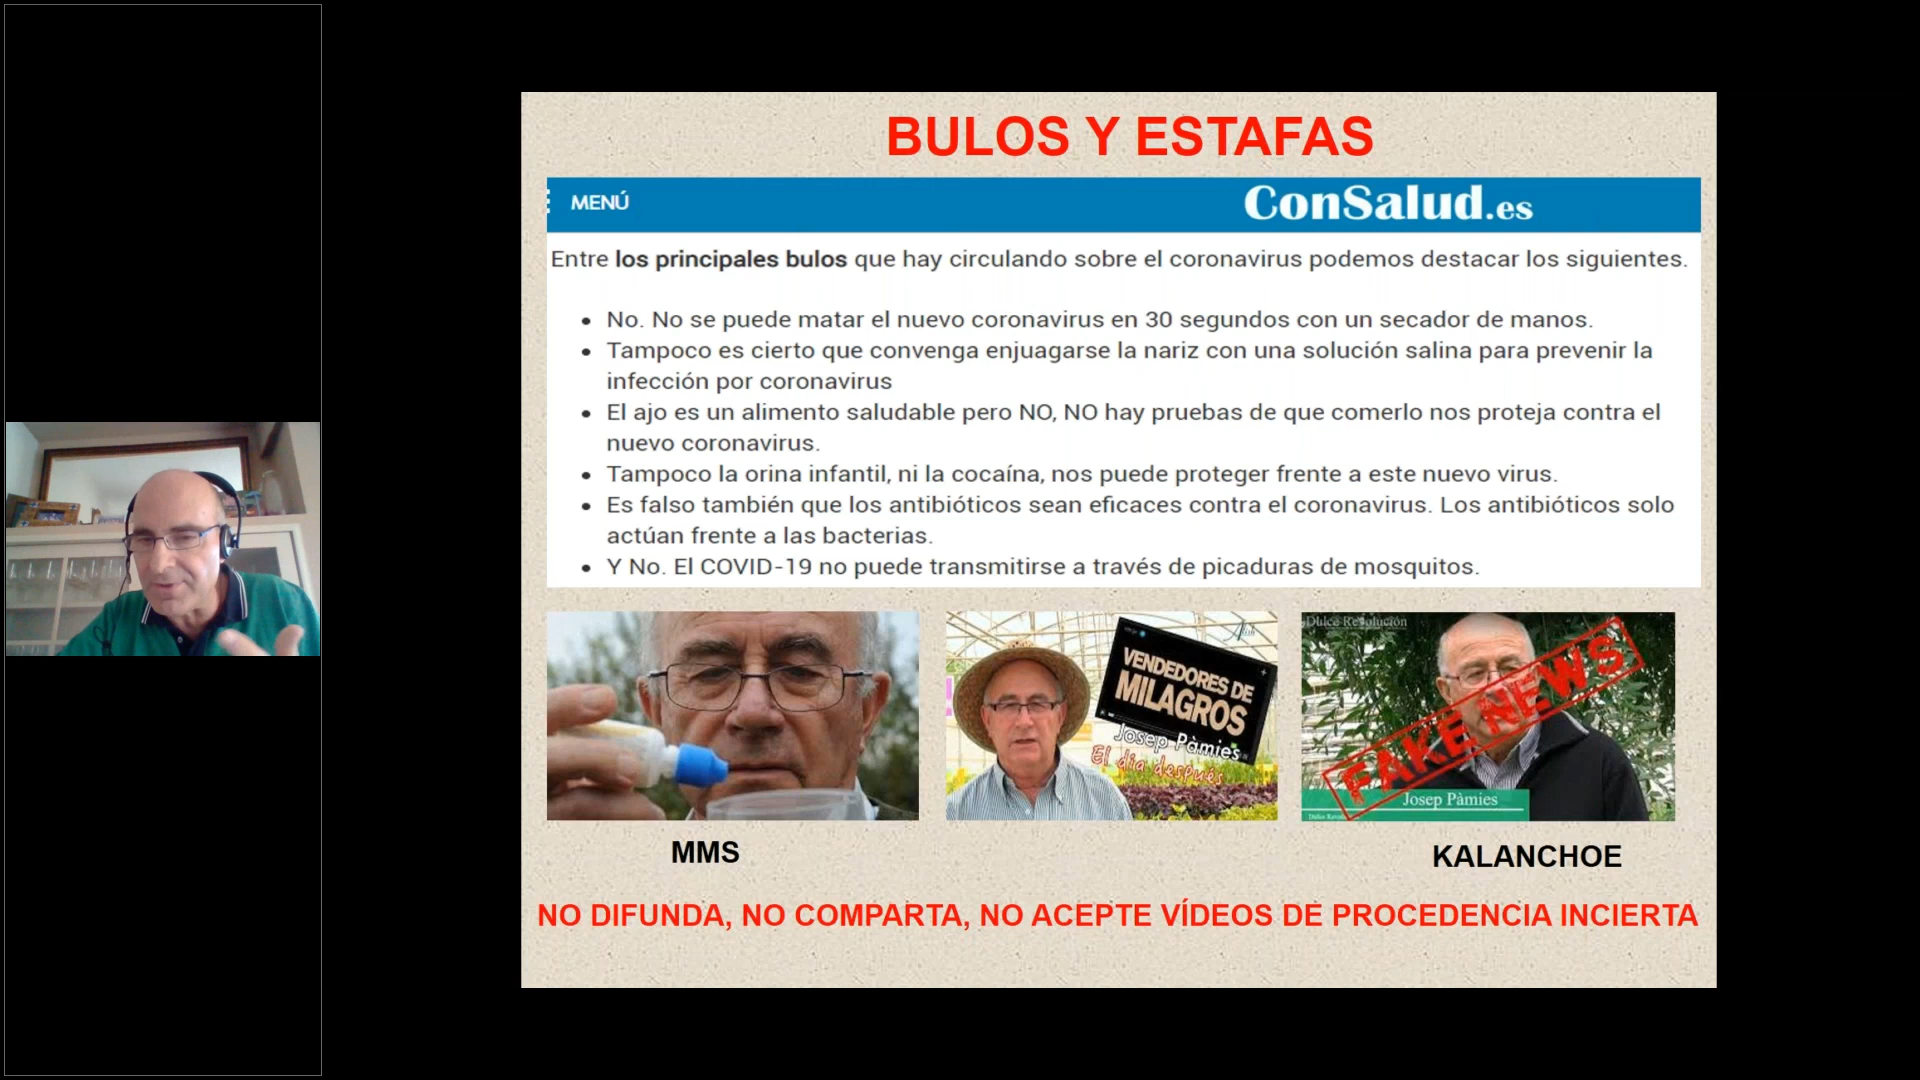 BULOS Y ESTAFAS
MENÚ
ConSalud.es
Entre los principales bulos que hay circulando sobre el coronavirus podemos destacar los siguientes.
• No. No se puede matar el nuevo coronavirus en 30 segundos con un secador de manos.
• Tampoco es cierto que convenga enjuagarse la nariz con una solución salina para prevenir la
infección por coronavirus
• El ajo es un alimento saludable pero NO, NO hay pruebas de que comerlo nos proteja contra el
nuevo coronavirus.
• Tampoco la orina infantil, ni la cocaína, nos puede proteger frente a este nuevo virus.
• Es falso también que los antibióticos sean eficaces contra el coronavirus. Los antibióticos solo
actúan frente a las bacterias.
• Y No. El COVID-19 no puede transmitirse a través de picaduras de mosquitos.
VENDEDORES DE
MILAGROS
Josep Pàmies
El día después
Dulce Revolución
FAKE NEWS
Josep Pàmies
MMS
KALANCHOE
NO DIFUNDA, NO COMPARTA, NO ACEPTE VÍDEOS DE PROCEDENCIA INCIERTA